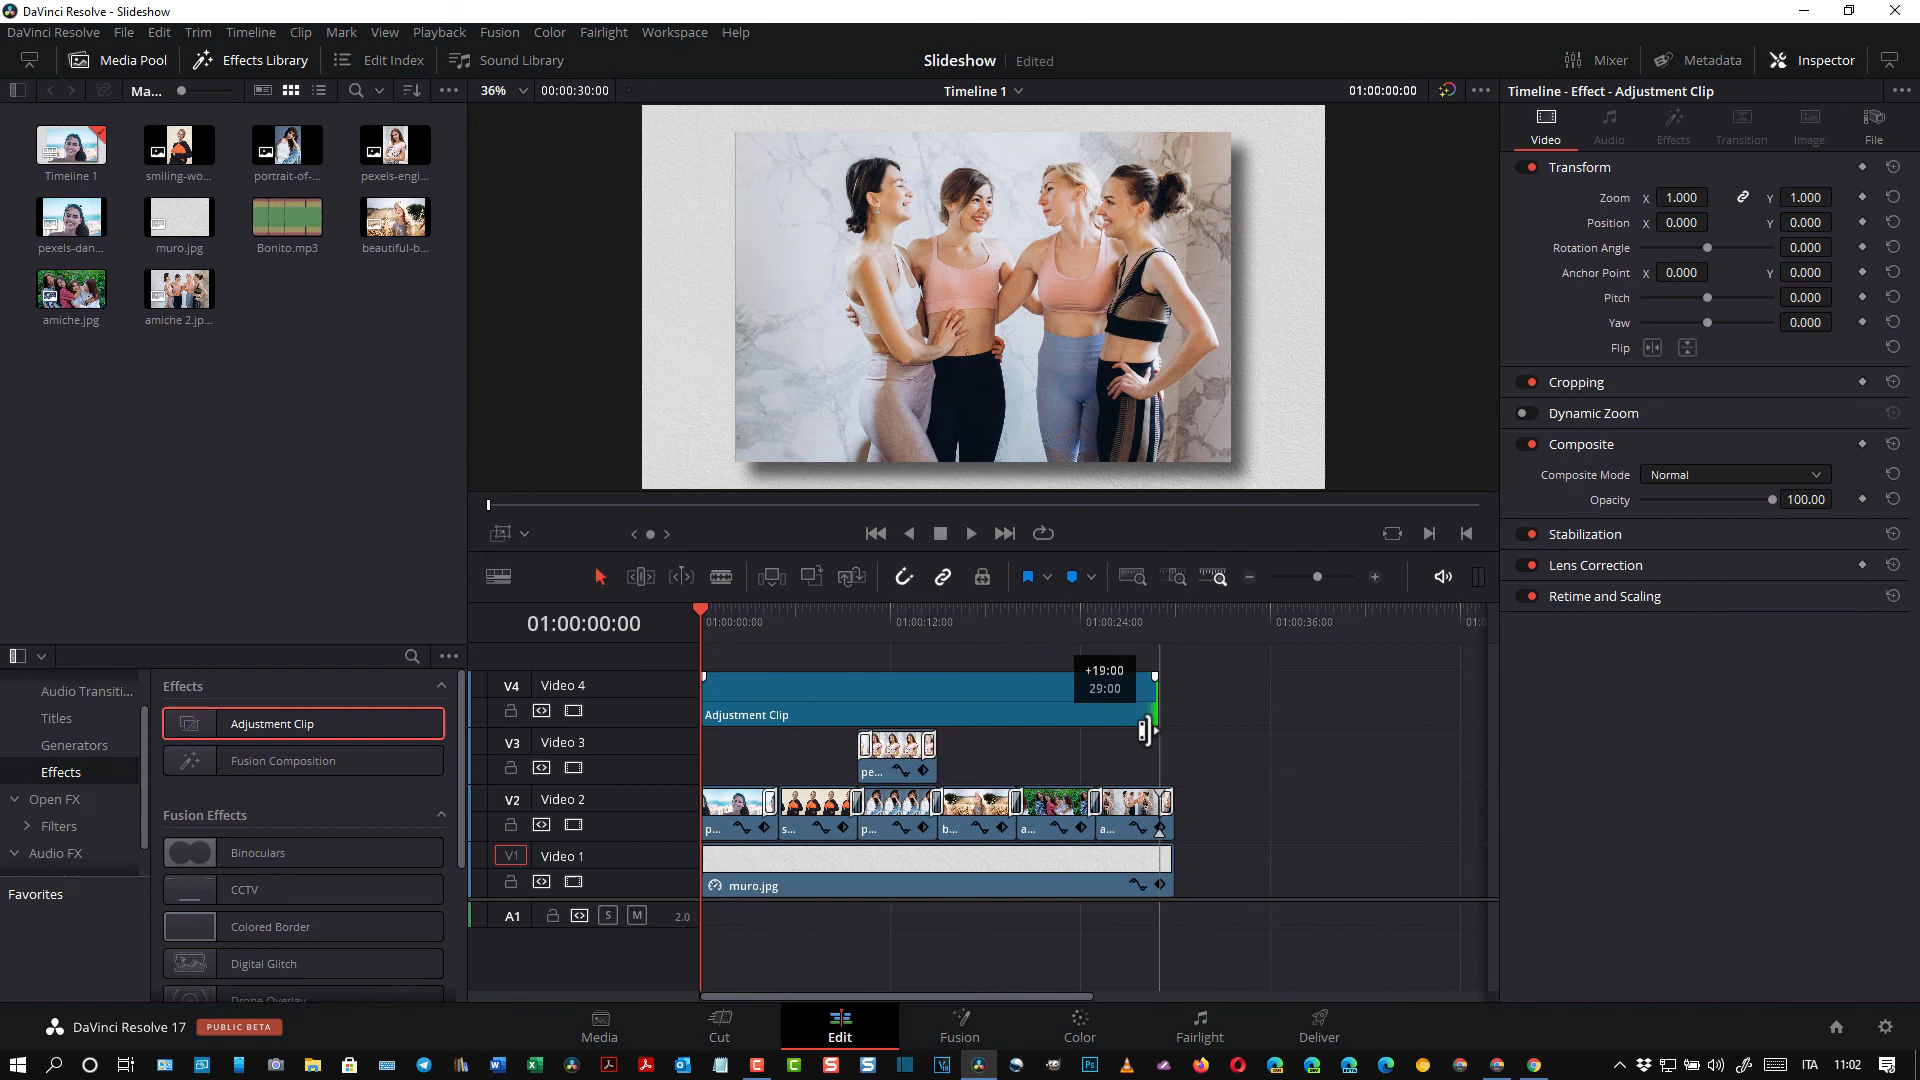 DaVinci Resolve - Slideshow
DaVinci Resolve File Edit Trim Timeline Clip Mark View Playback Fusion Color Fairlight Workspace Help
Media Pool Effects Library Edit Index Sound Library Slideshow Edited Mixer Metadata Inspector
Ma... 36% 00:00:30:00 Timeline 1 01:00:00:00 Timeline - Effect - Adjustment Clip
Video Audio Effects Transition Image File
Timeline 1 smiling-wo... portrait-of-... pexels-engi...
pexels-dan... muro.jpg Bonito.mp3 beautiful-b...
amiche.jpg amiche 2.jp...
Transform
Zoom X 1.000 Y 1.000
Position X 0.000 Y 0.000
Rotation Angle 0.000
Anchor Point X 0.000 Y 0.000
Pitch 0.000
Yaw 0.000
Flip
Cropping
Dynamic Zoom
Composite
Composite Mode Normal
Opacity 100.00
Stabilization
Lens Correction
Retime and Scaling
01:00:00:00 01:00:00:00 01:00:12:00 01:00:24:00 01:00:36:00
+19:00
29:00
V4 Video 4
Adjustment Clip
V3 Video 3
pe...
V2 Video 2
p... s... p... b... a... a...
V1 Video 1
muro.jpg
A1 S M 2.0
Audio Transiti...
Titles
Generators
Effects
Open FX
Filters
Audio FX
Favorites
Effects
Adjustment Clip
Fusion Composition
Fusion Effects
Binoculars
CCTV
Colored Border
Digital Glitch
Drone Overlay
DaVinci Resolve 17 PUBLIC BETA
Media Cut Edit Fusion Color Fairlight Deliver
ITA 11:02